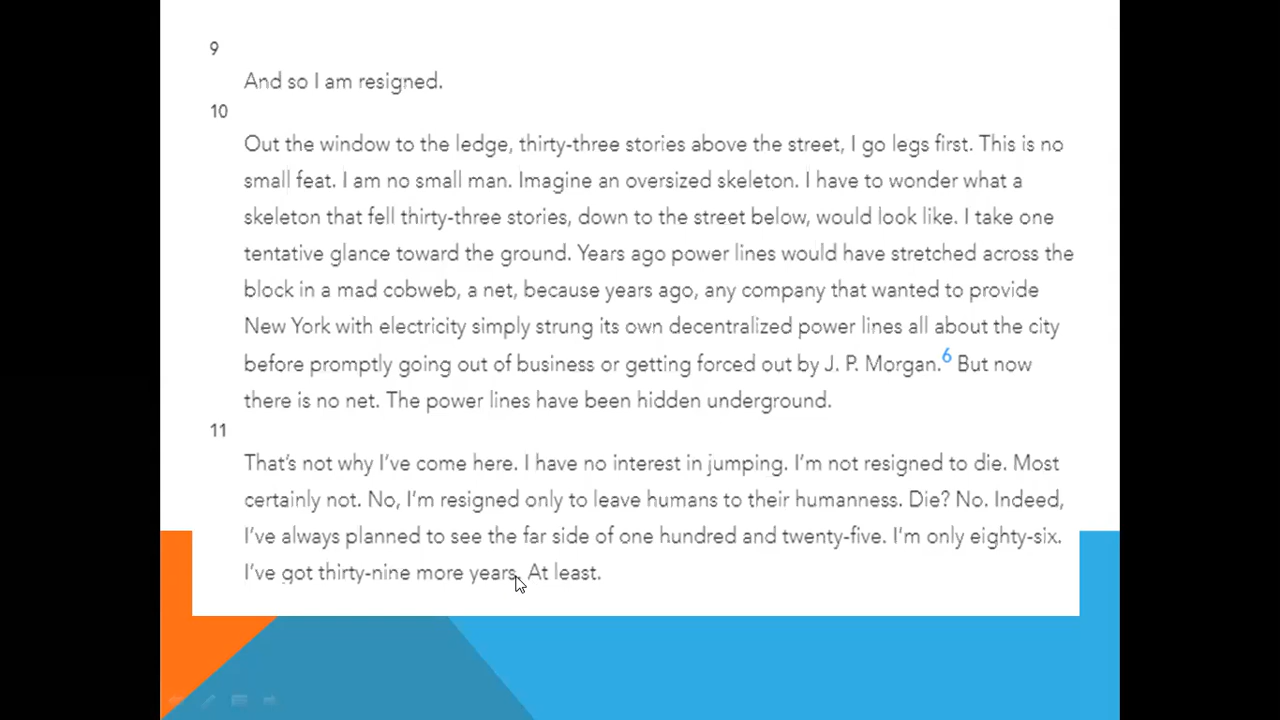 9
And so I am resigned.
10
Out the window to the ledge, thirty-three stories above the street, I go legs first. This is no
small feat. I am no small man. Imagine an oversized skeleton. I have to wonder what a
skeleton that fell thirty-three stories, down to the street below, would look like. I take one
tentative glance toward the ground. Years ago power lines would have stretched across the
block in a mad cobweb, a net, because years ago, any company that wanted to provide
New York with electricity simply strung its own decentralized power lines all about the city
before promptly going out of business or getting forced out by J. P. Morgan.6 But now
there is no net. The power lines have been hidden underground.
11
That's not why I've come here. I have no interest in jumping. I'm not resigned to die. Most
certainly not. No, I'm resigned only to leave humans to their humanness. Die? No. Indeed,
I've always planned to see the far side of one hundred and twenty-five. I'm only eighty-six.
I've got thirty-nine more years. At least.